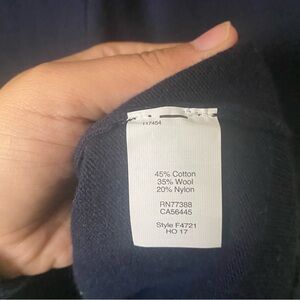 45% Cotton
35% Wool
20% Nylon
RN77388
CA56445
Style F4721
HO 17